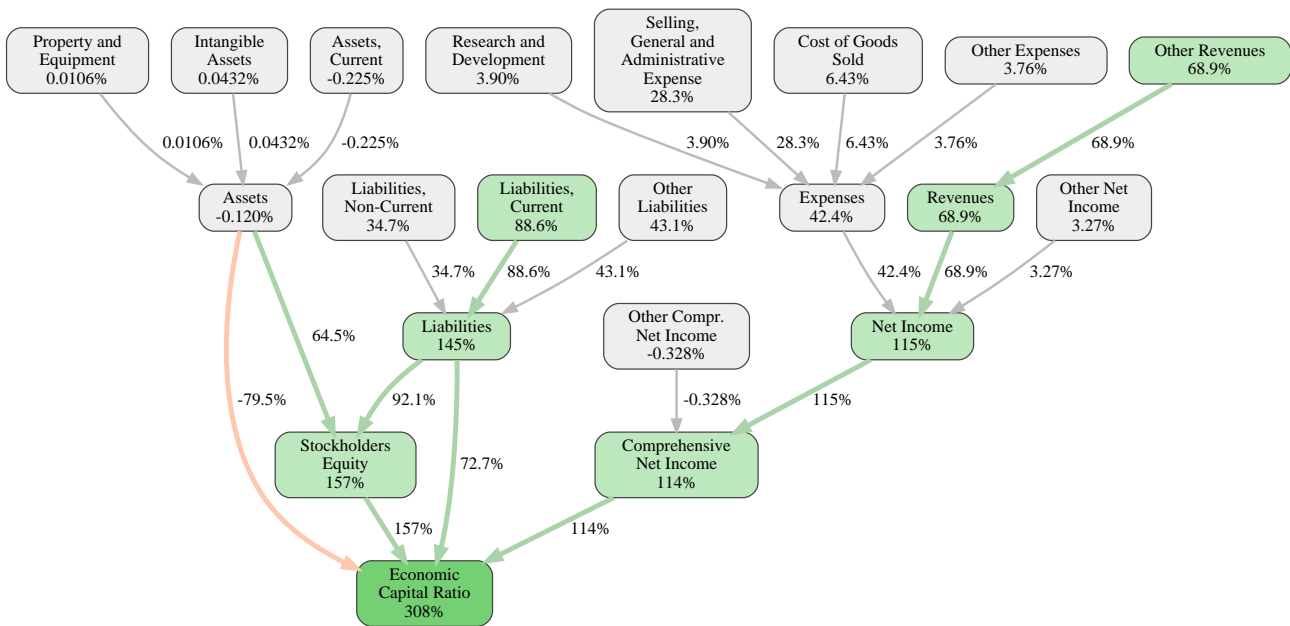 Property and
Equipment
0.0106%
Intangible
Assets
0.0432%
Assets,
Current
-0.225%
Research and
Development
3.90%
Selling,
General and
Administrative
Expense
28.3%
Cost of Goods
Sold
6.43%
Other Expenses
3.76%
Other Revenues
68.9%
0.0106%
0.0432%
-0.225%
3.90%
28.3%
6.43%
3.76%
68.9%
Assets
-0.120%
Liabilities,
Non-Current
34.7%
Liabilities,
Current
88.6%
Other
Liabilities
43.1%
Expenses
42.4%
Revenues
68.9%
Other Net
Income
3.27%
34.7%
88.6%
43.1%
42.4%
68.9%
3.27%
64.5%
Liabilities
145%
Other Compr.
Net Income
-0.328%
Net Income
115%
-79.5%
92.1%
-0.328%
115%
Stockholders
Equity
157%
72.7%
Comprehensive
Net Income
114%
157%
114%
Economic
Capital Ratio
308%